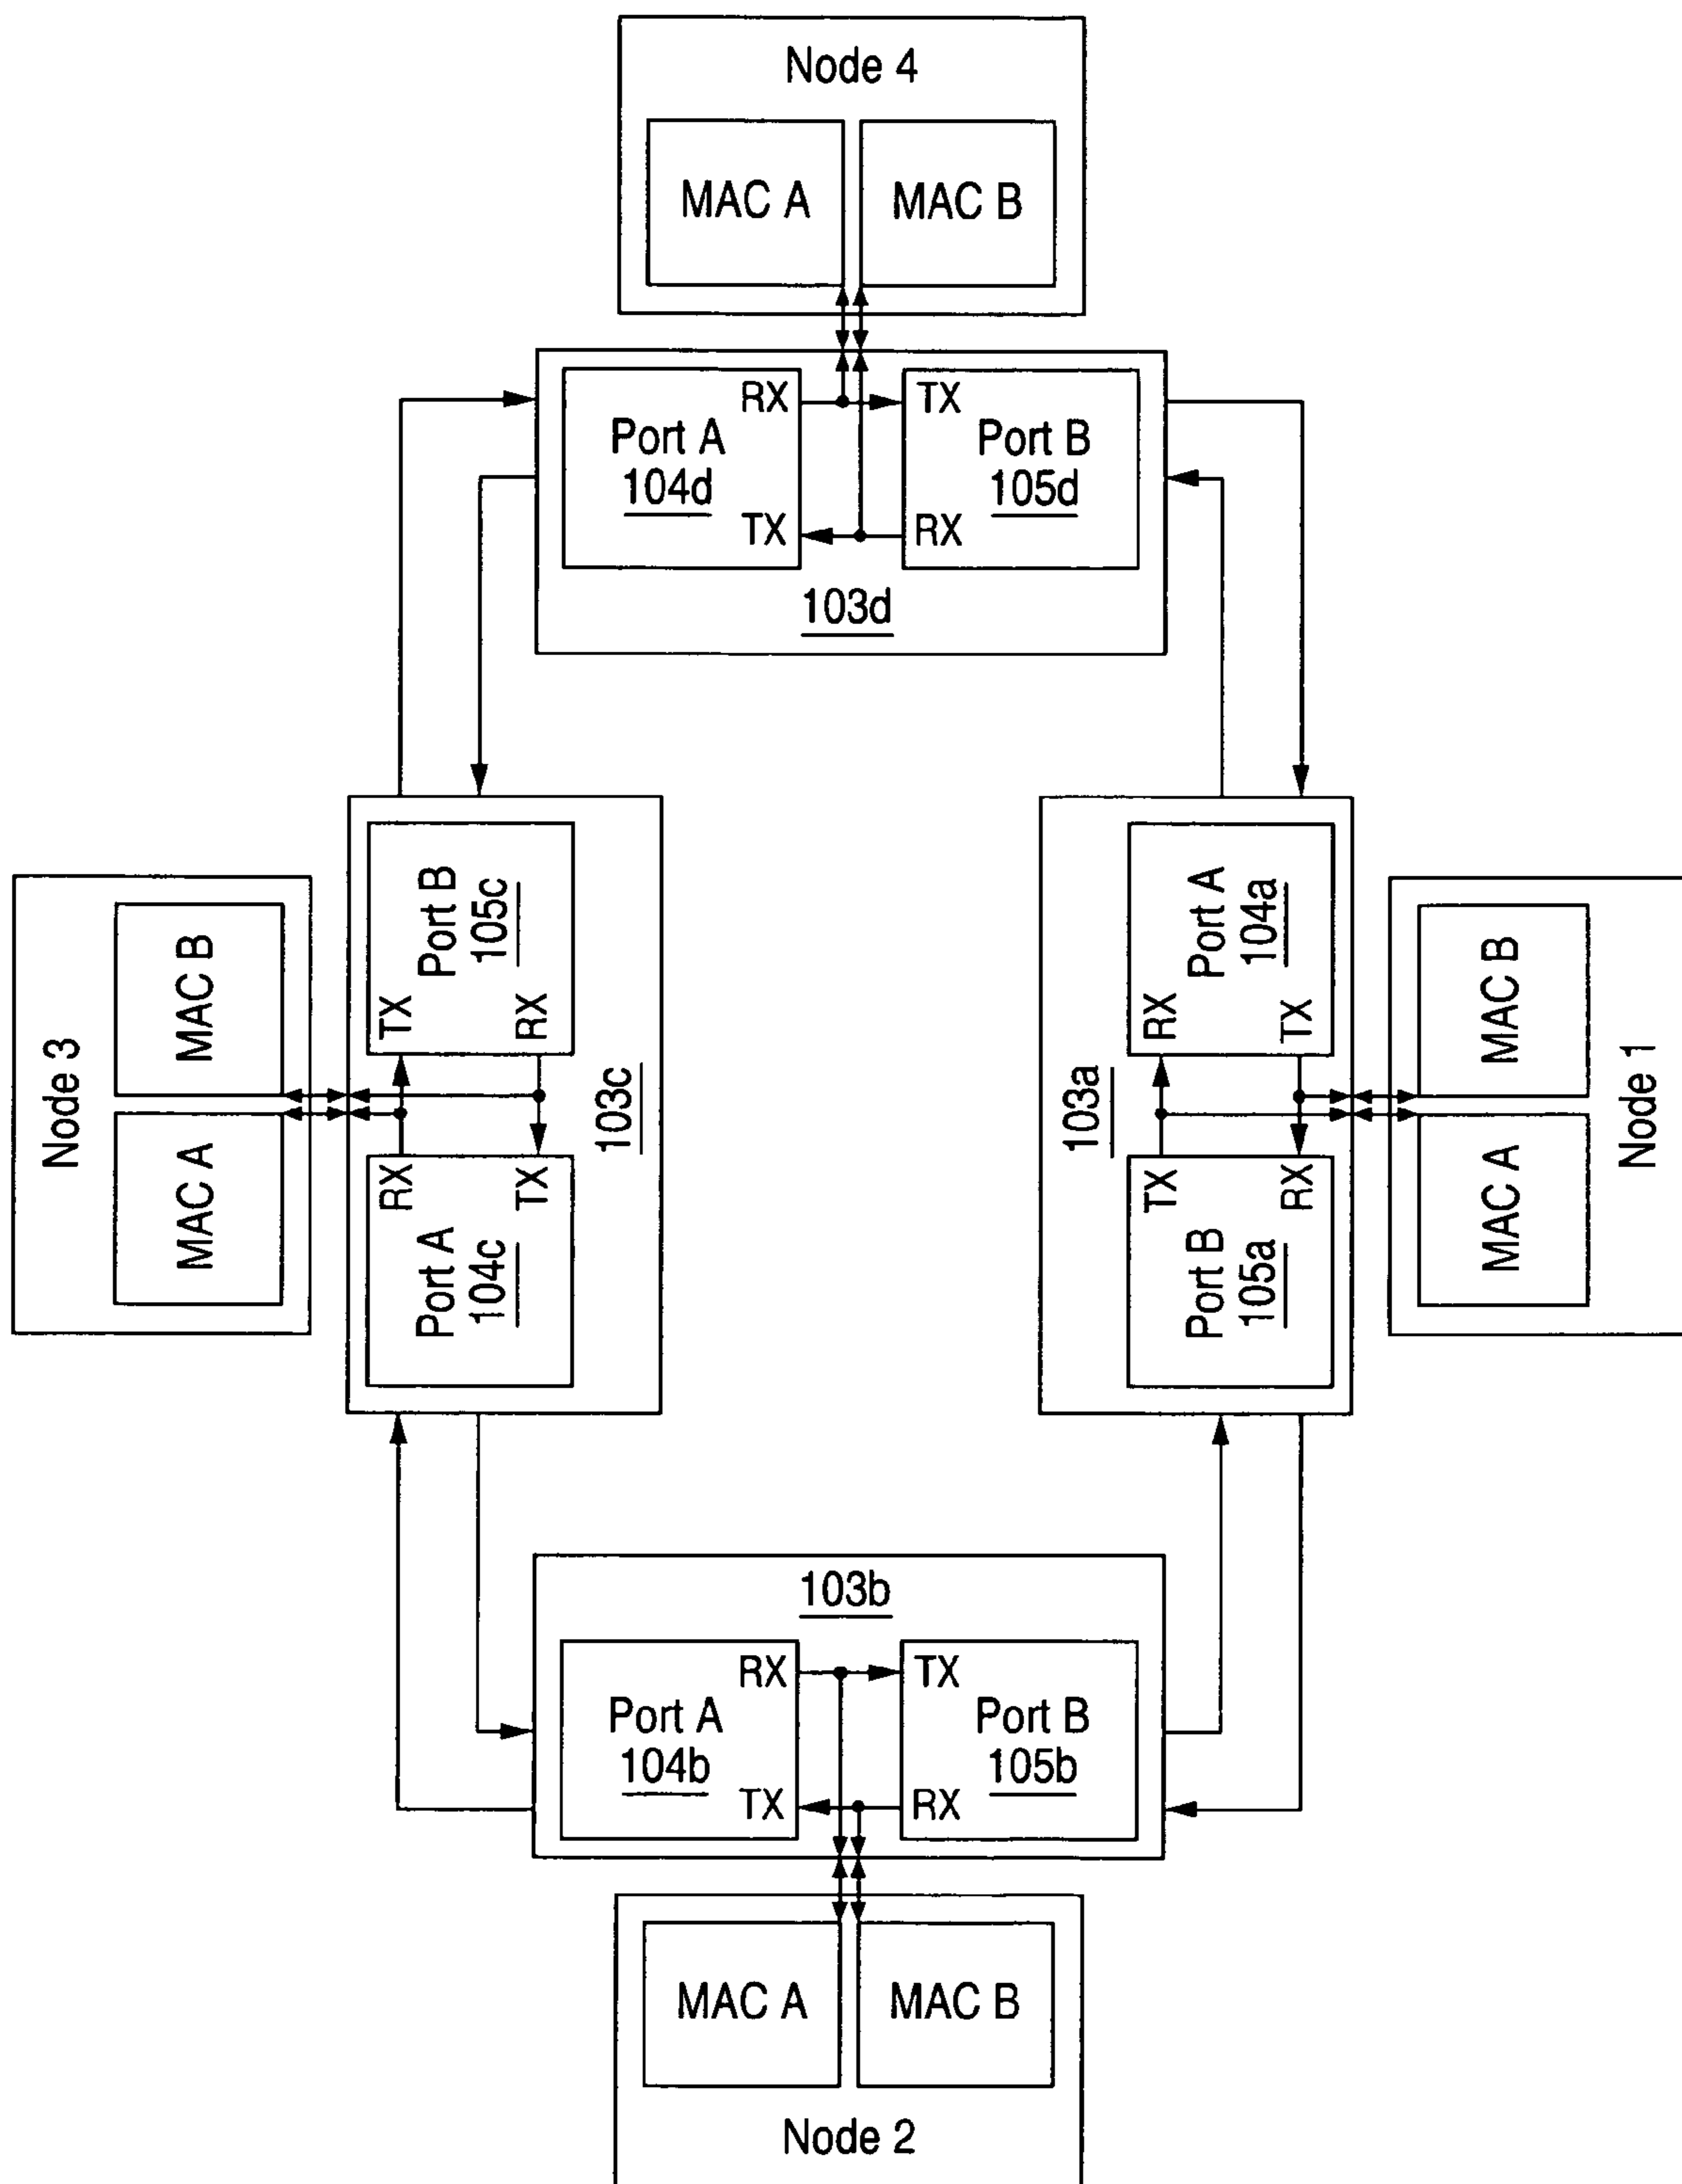 Node 4
MAC A
MAC B
RX
TX
Port A
104d
Port B
105d
TX
RX
103d
Node 3
MAC B
MAC A
Port B
105c
TX
RX
103c
RX
TX
Port A
104c
Port A
104a
RX
TX
103a
TX
RX
Port B
105a
MAC B
MAC A
Node 1
103b
RX
TX
Port A
104b
Port B
105b
TX
RX
MAC A
MAC B
Node 2